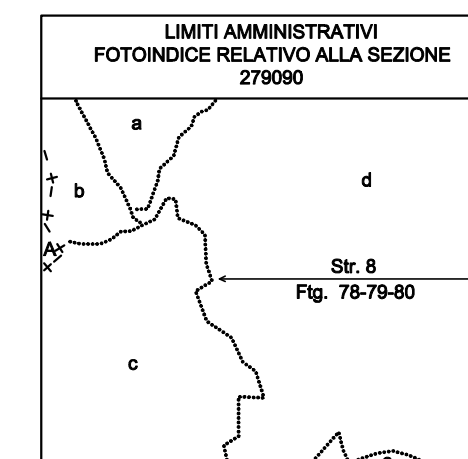 LIMITI AMMINISTRATIVI
FOTOINDICE RELATIVO ALLA SEZIONE
279090
a
b
d
A
Str. 8
Ftg. 78-79-80
c